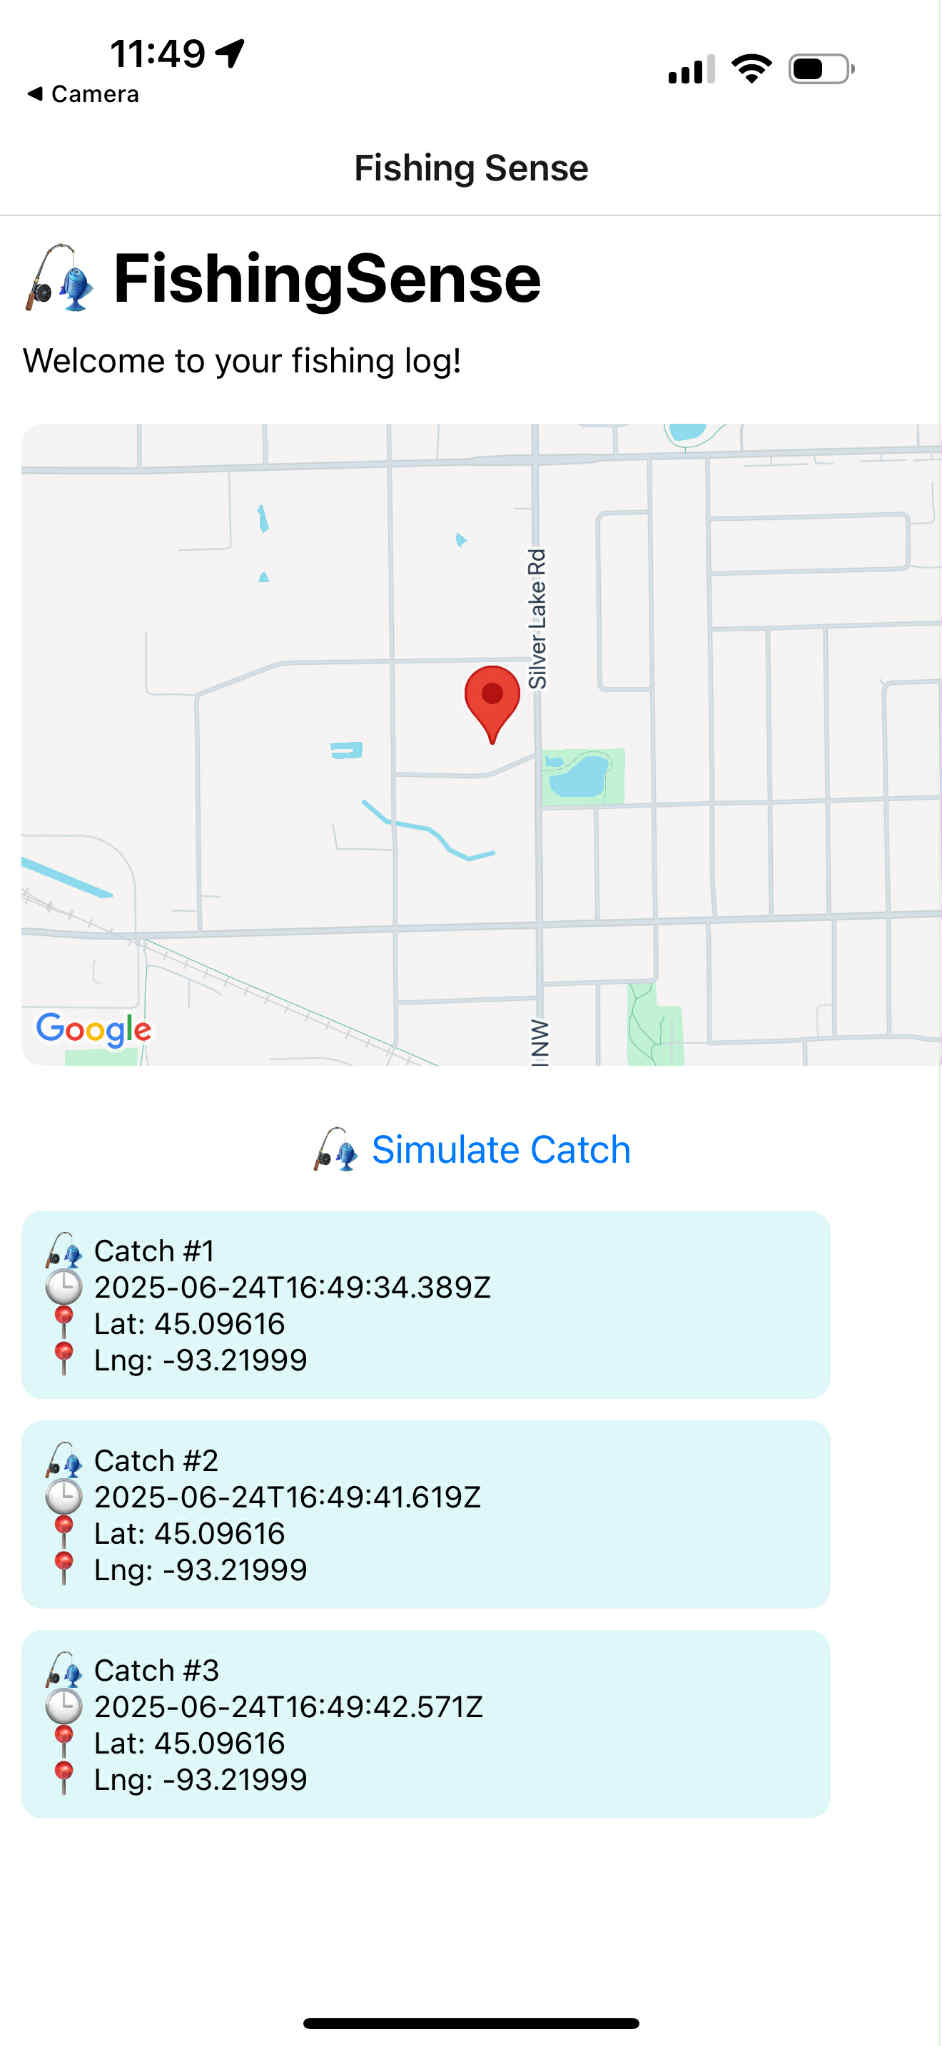 11:49
◀ Camera
Fishing Sense
🎣 FishingSense
Welcome to your fishing log!
Silver Lake Rd
NW
Google
🎣 Simulate Catch
🎣 Catch #1
🕒 2025-06-24T16:49:34.389Z
📍 Lat: 45.09616
📍 Lng: -93.21999
🎣 Catch #2
🕒 2025-06-24T16:49:41.619Z
📍 Lat: 45.09616
📍 Lng: -93.21999
🎣 Catch #3
🕒 2025-06-24T16:49:42.571Z
📍 Lat: 45.09616
📍 Lng: -93.21999